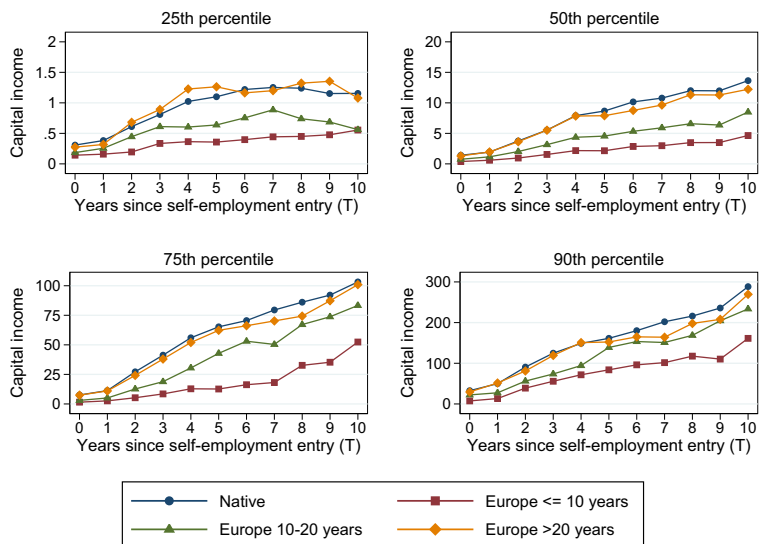 25th percentile
Capital income
2
1.5
1
.5
0
0 1 2 3 4 5 6 7 8 9 10
Years since self-employment entry (T)
50th percentile
Capital income
20
15
10
5
0
0 1 2 3 4 5 6 7 8 9 10
Years since self-employment entry (T)
75th percentile
Capital income
100
75
50
25
0
0 1 2 3 4 5 6 7 8 9 10
Years since self-employment entry (T)
90th percentile
Capital income
300
200
100
0
0 1 2 3 4 5 6 7 8 9 10
Years since self-employment entry (T)
Native Europe <= 10 years
Europe 10-20 years Europe >20 years